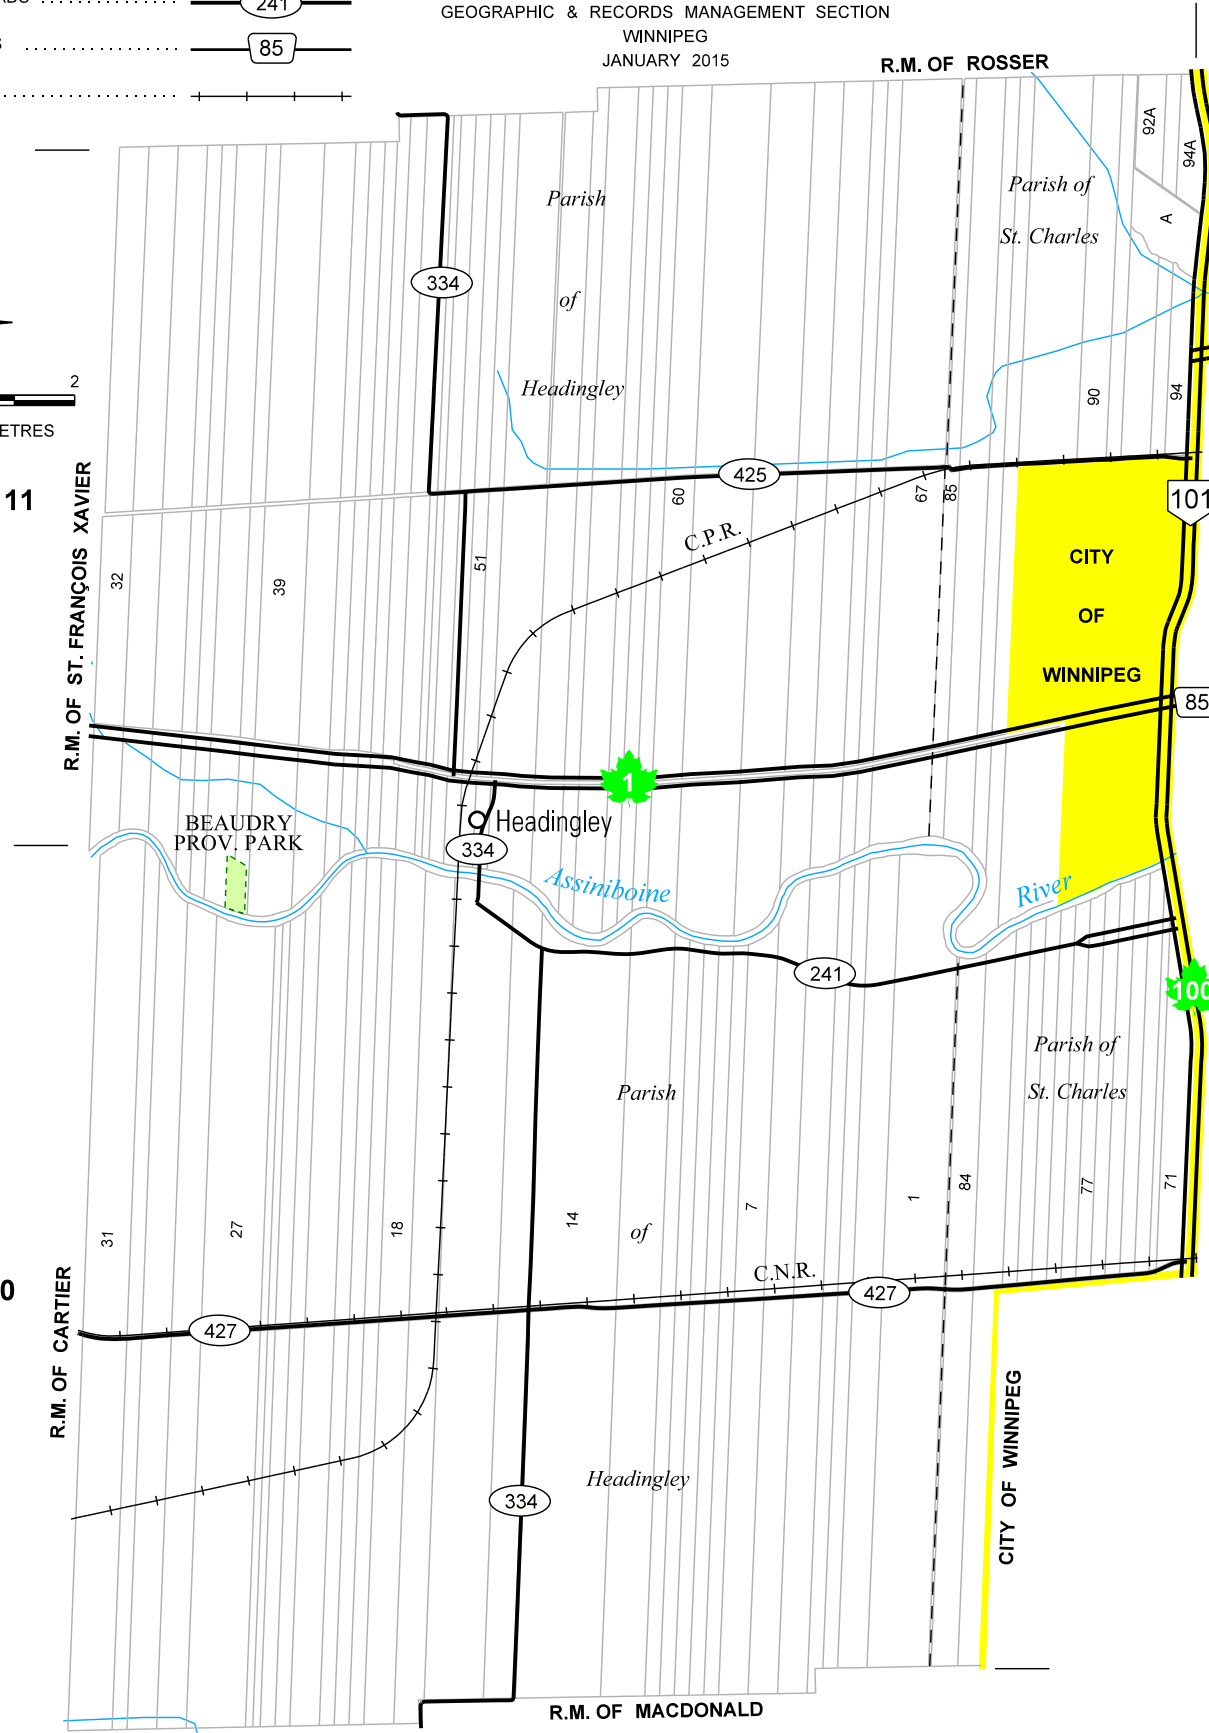 241
85
GEOGRAPHIC & RECORDS MANAGEMENT SECTION
WINNIPEG
JANUARY 2015
R.M. OF ROSSER
92A
94A
A
Parish
of
Headingley
Parish of
St. Charles
334
2
11
R.M. OF ST. FRANÇOIS XAVIER
90
94
425
60
67
85
C.P.R.
101
32
39
51
CITY
OF
WINNIPEG
85
1
Headingley
334
BEAUDRY
PROV. PARK
Assiniboine
River
241
100
Parish
of
Headingley
Parish of
St. Charles
31
27
18
14
7
1
84
77
71
C.N.R.
427
427
0
R.M. OF CARTIER
334
CITY OF WINNIPEG
R.M. OF MACDONALD